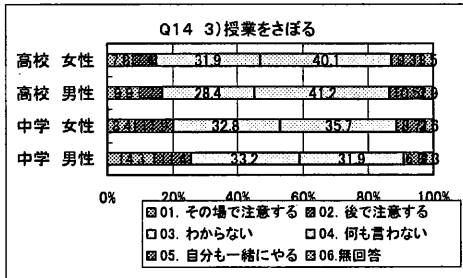 Q14 3)授業をさぼる
高校 女性 31.9 40.1
高校 男性 9.9 28.4 41.2
中学 女性 32.8 35.7
中学 男性 33.2 31.9
0% 20% 40% 60% 80% 100%
01. その場で注意する 02. 後で注意する
03. わからない 04. 何も言わない
05. 自分も一緒にやる 06.無回答